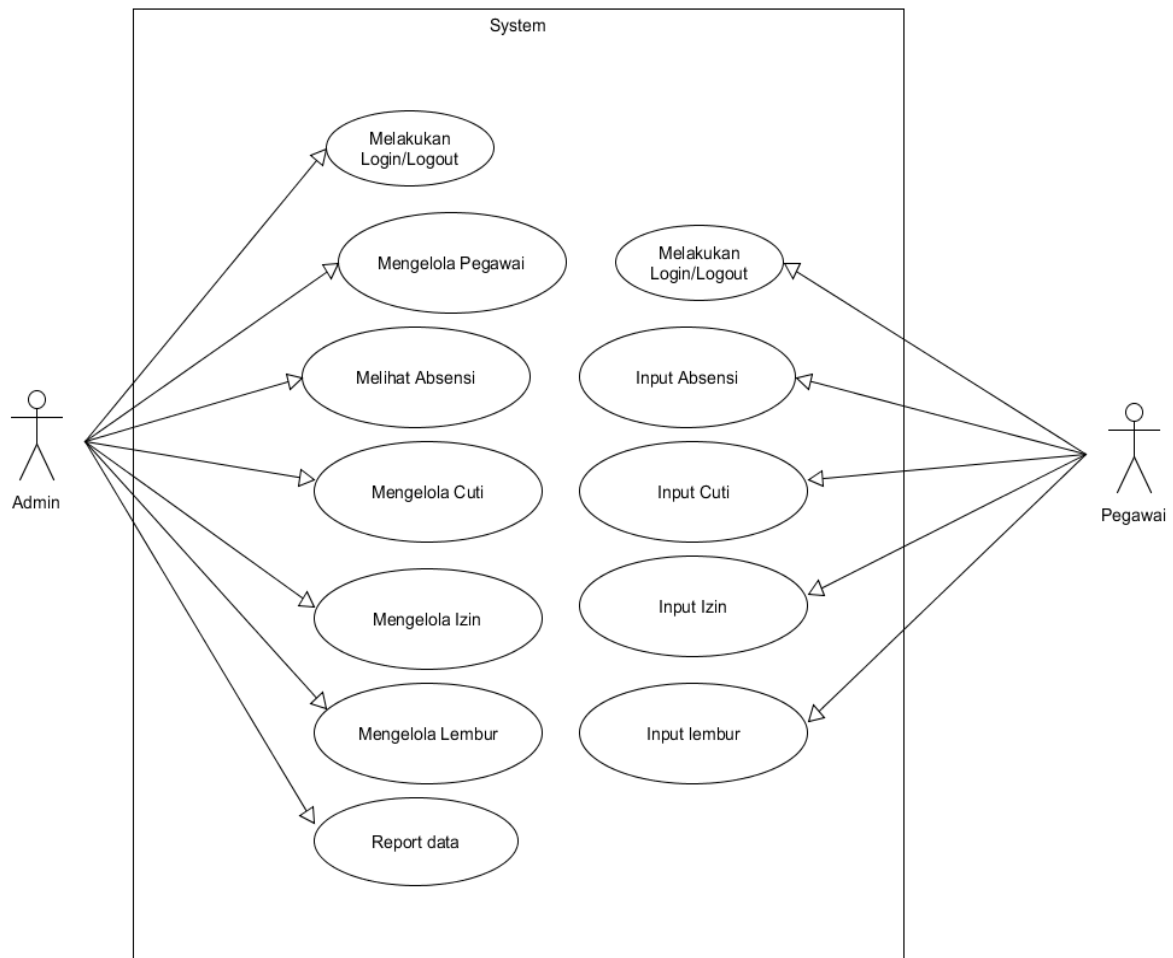 System
Melakukan
Login/Logout
Mengelola Pegawai
Melakukan
Login/Logout
Melihat Absensi
Input Absensi
Admin
Mengelola Cuti
Input Cuti
Pegawai
Mengelola Izin
Input Izin
Mengelola Lembur
Input lembur
Report data